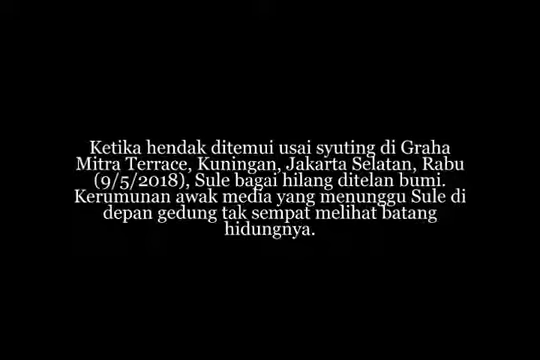 Ketika hendak ditemui usai syuting di Graha
Mitra Terrace, Kuningan, Jakarta Selatan, Rabu
(9/5/2018), Sule bagai hilang ditelan bumi.
Kerumunan awak media yang menunggu Sule di
depan gedung tak sempat melihat batang
hidungnya.